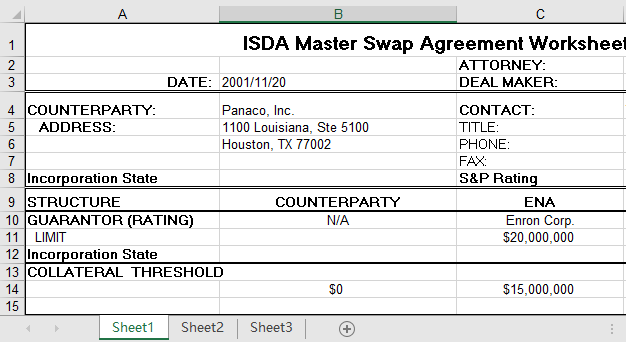 A B C
1 ISDA Master Swap Agreement Worksheet
2 ATTORNEY:
3 DATE: 2001/11/20 DEAL MAKER:
4 COUNTERPARTY: Panaco, Inc. CONTACT:
5 ADDRESS: 1100 Louisiana, Ste 5100 TITLE:
6 Houston, TX 77002 PHONE:
7 FAX:
8 Incorporation State S&P Rating
9 STRUCTURE COUNTERPARTY ENA
10 GUARANTOR (RATING) N/A Enron Corp.
11 LIMIT $20,000,000
12 Incorporation State
13 COLLATERAL THRESHOLD
14 $0 $15,000,000
15
Sheet1 Sheet2 Sheet3